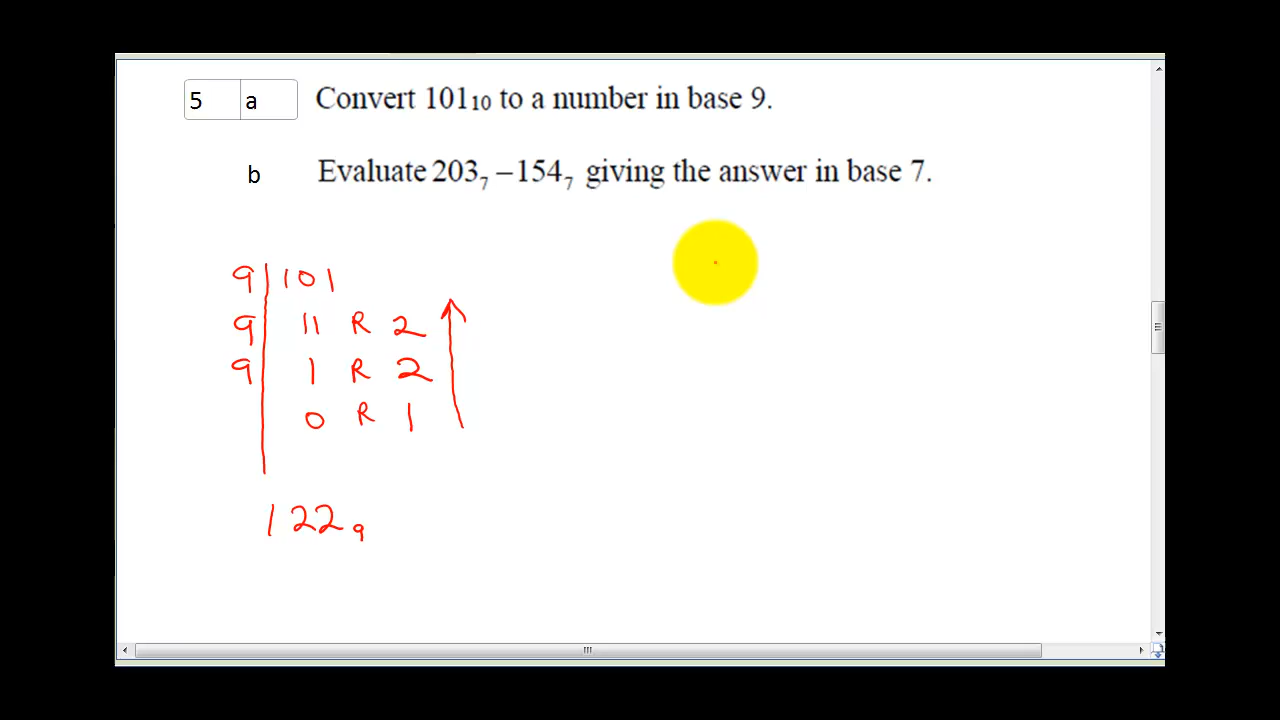 5 a Convert 101₁₀ to a number in base 9.
b Evaluate 203₇ – 154₇ giving the answer in base 7.
9 101
9 11 R 2
9 1 R 2
0 R 1
122₉